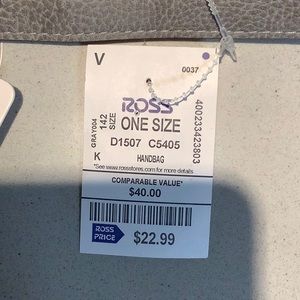 V
0037
ROSS
ONE SIZE
GRAY004
142
SIZE
D1507 C5405
K
HANDBAG
*See www.rossstores.com for more details
COMPARABLE VALUE*
$40.00
ROSS
PRICE
$22.99
400233423803